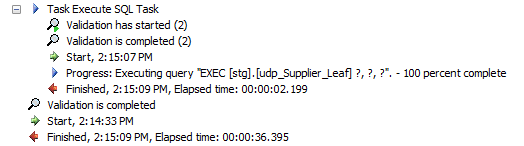 Task Execute SQL Task
Validation has started (2)
Validation is completed (2)
Start, 2:15:07 PM
Progress: Executing query "EXEC [stg].[udp_Supplier_Leaf] ?, ?, ?". - 100 percent complete
Finished, 2:15:09 PM, Elapsed time: 00:00:02.199
Validation is completed
Start, 2:14:33 PM
Finished, 2:15:09 PM, Elapsed time: 00:00:36.395